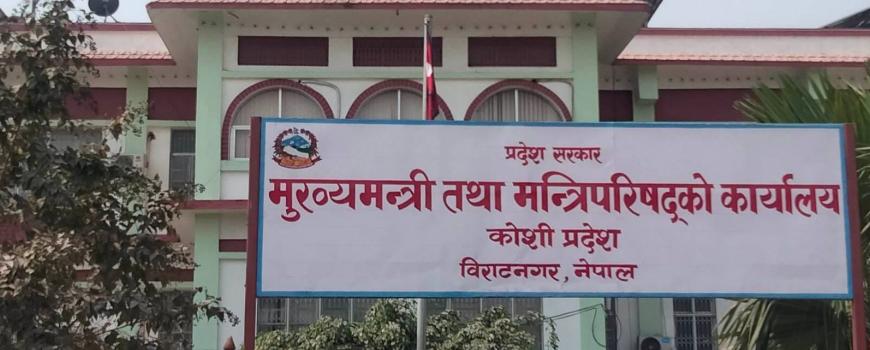 प्रदेश सरकार
मुख्यमन्त्री तथा मन्त्रिपरिषद्को कार्यालय
कोशी प्रदेश
विराटनगर, नेपाल